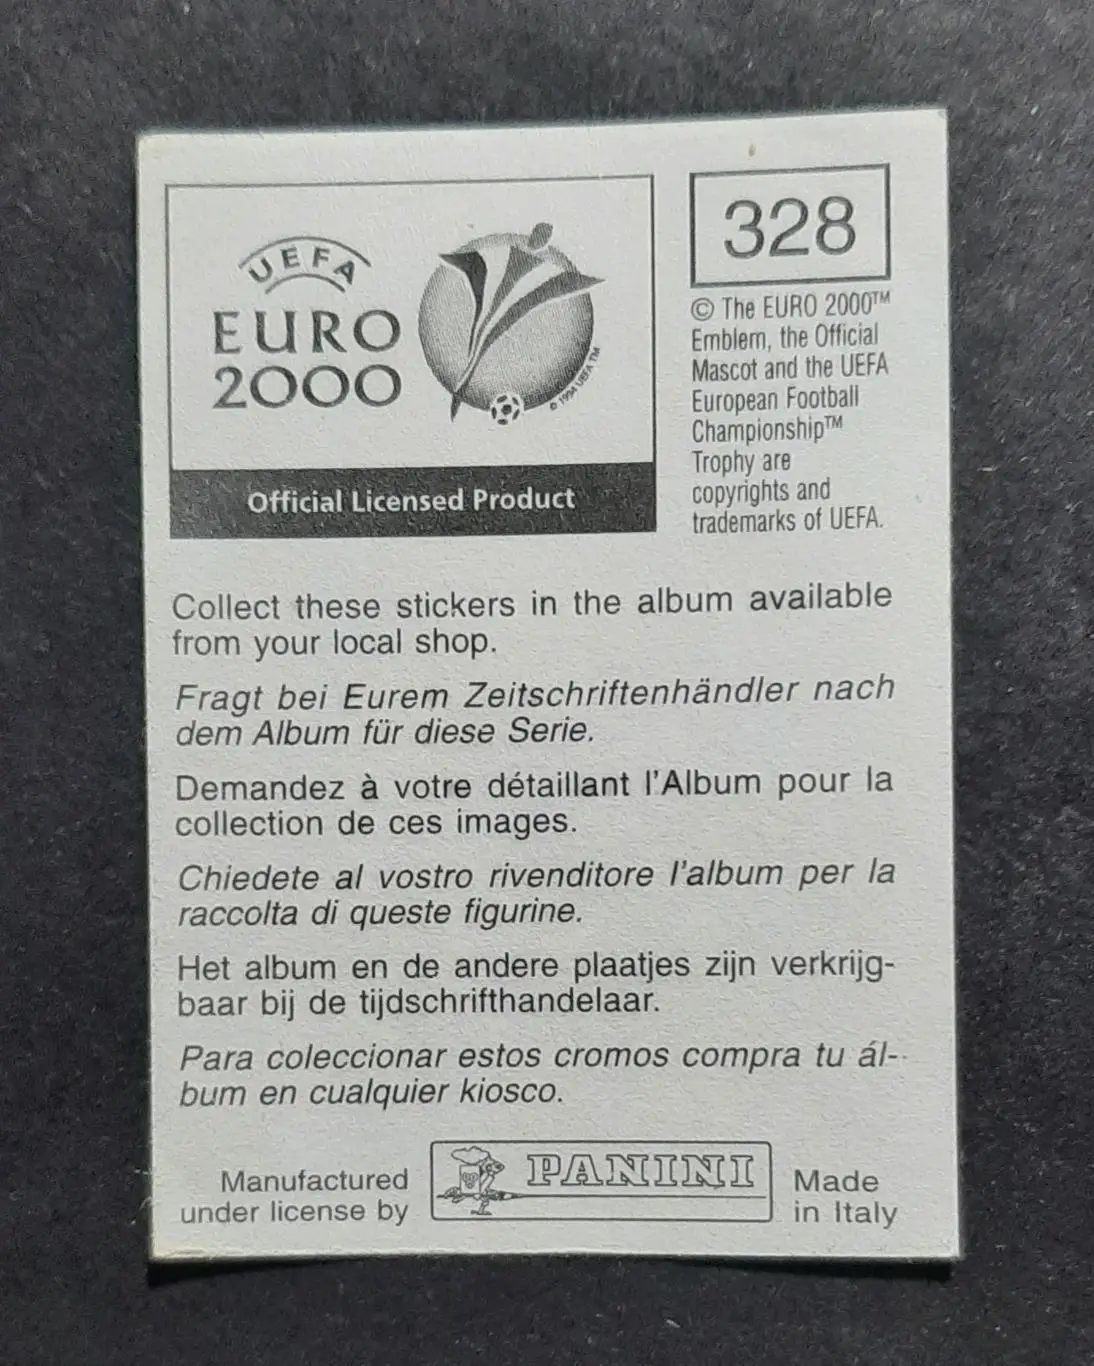 UEFA
EURO
2000
© 1994 UEFA TM
Official Licensed Product
328
© The EURO 2000™
Emblem, the Official
Mascot and the UEFA
European Football
Championship™
Trophy are
copyrights and
trademarks of UEFA.
Collect these stickers in the album available
from your local shop.
Fragt bei Eurem Zeitschriftenhändler nach
dem Album für diese Serie.
Demandez à votre détaillant l'Album pour la
collection de ces images.
Chiedete al vostro rivenditore l'album per la
raccolta di queste figurine.
Het album en de andere plaatjes zijn verkrijg-
baar bij de tijdschrifthandelaar.
Para coleccionar estos cromos compra tu ál-
bum en cualquier kiosco.
Manufactured
under license by
PANINI
Made
in Italy